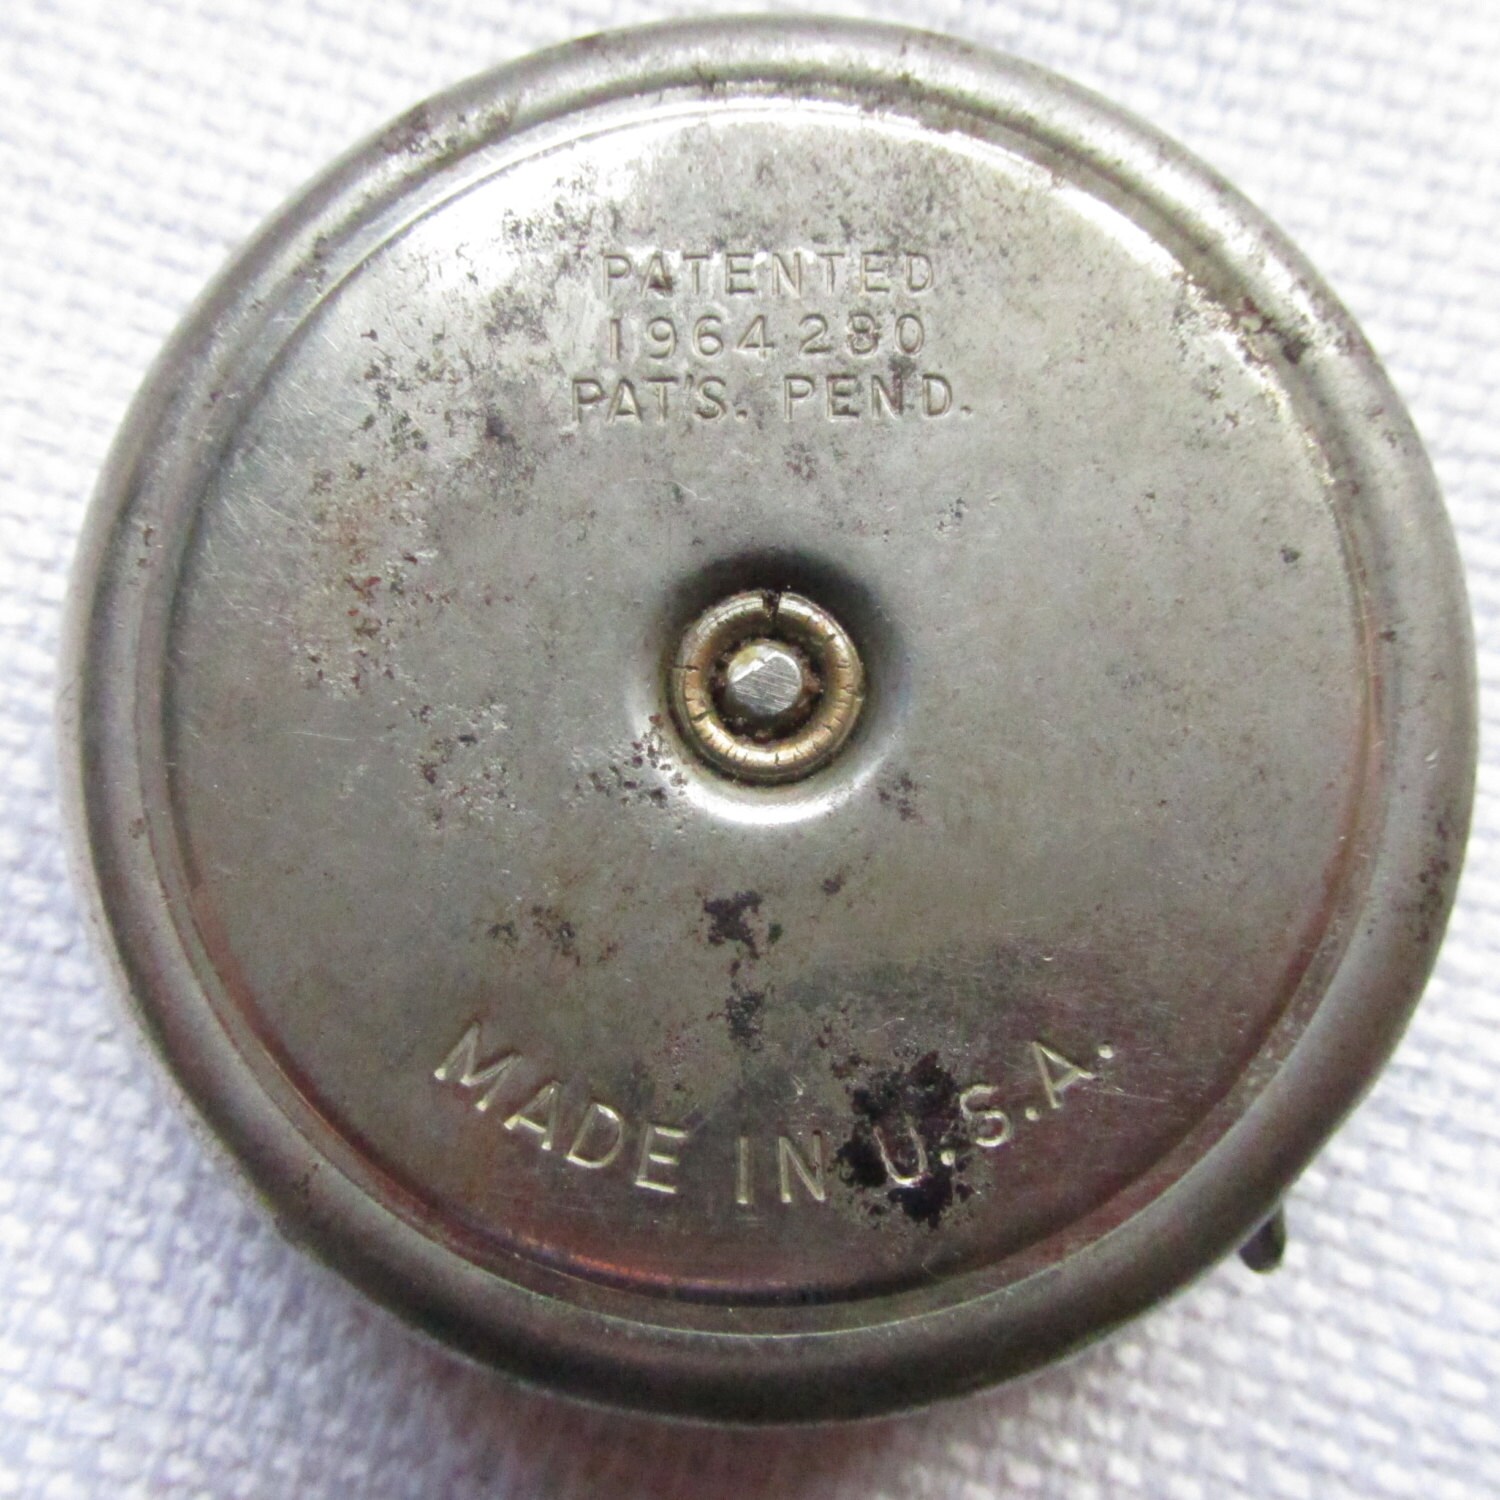 PATENTED
1964280
PAT'S. PEND.
MADE IN U.S.A.